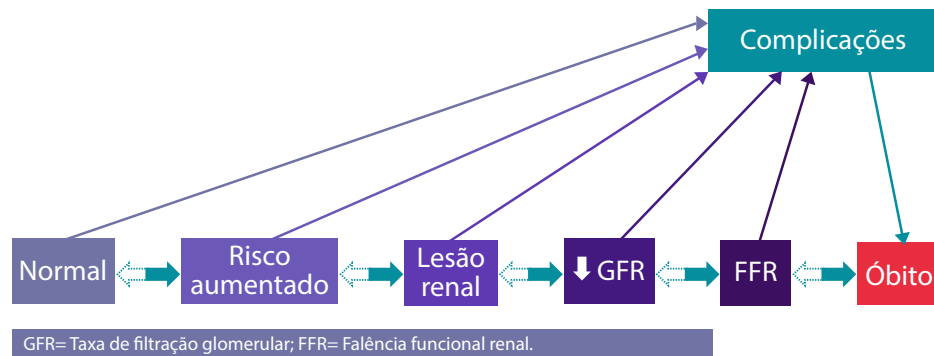 Complicações
Normal
Risco
aumentado
Lesão
renal
GFR
FFR
Óbito
GFR= Taxa de filtração glomerular; FFR= Falência funcional renal.